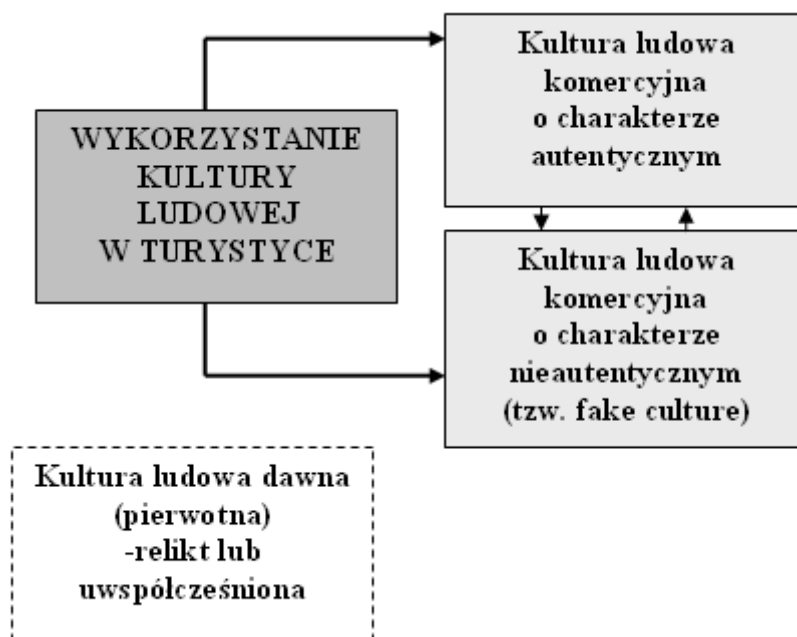 WYKORZYSTANIE
KULTURY
LUDOWEJ
W TURYSTYCE
Kultura ludowa
komercyjna
o charakterze
autentycznym
Kultura ludowa
komercyjna
o charakterze
nieautentycznym
(tzw. fake culture)
Kultura ludowa dawna
(pierwotna)
-relikt lub
uwspółcześniona